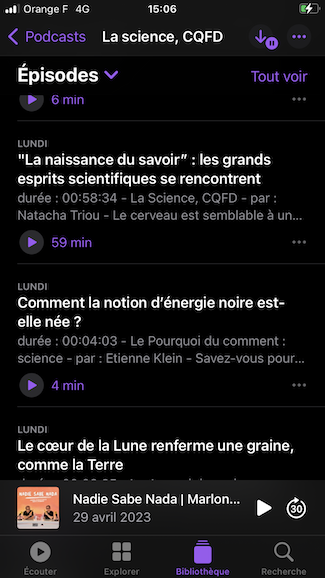 Orange F 4G 15:06
Podcasts La science, CQFD
Épisodes Tout voir
6 min
LUNDI
"La naissance du savoir” : les grands
esprits scientifiques se rencontrent
durée : 00:58:34 - La Science, CQFD - par :
Natacha Triou - Le cerveau est semblable à un...
59 min
LUNDI
Comment la notion d’énergie noire est-
elle née ?
durée : 00:04:03 - Le Pourquoi du comment :
science - par : Etienne Klein - Savez-vous pour...
4 min
LUNDI
Le cœur de la Lune renferme une graine,
comme la Terre
NADIE SABE NADA
Nadie Sabe Nada | Marlon...
29 avril 2023
30
Écouter Explorer Bibliothèque Recherche